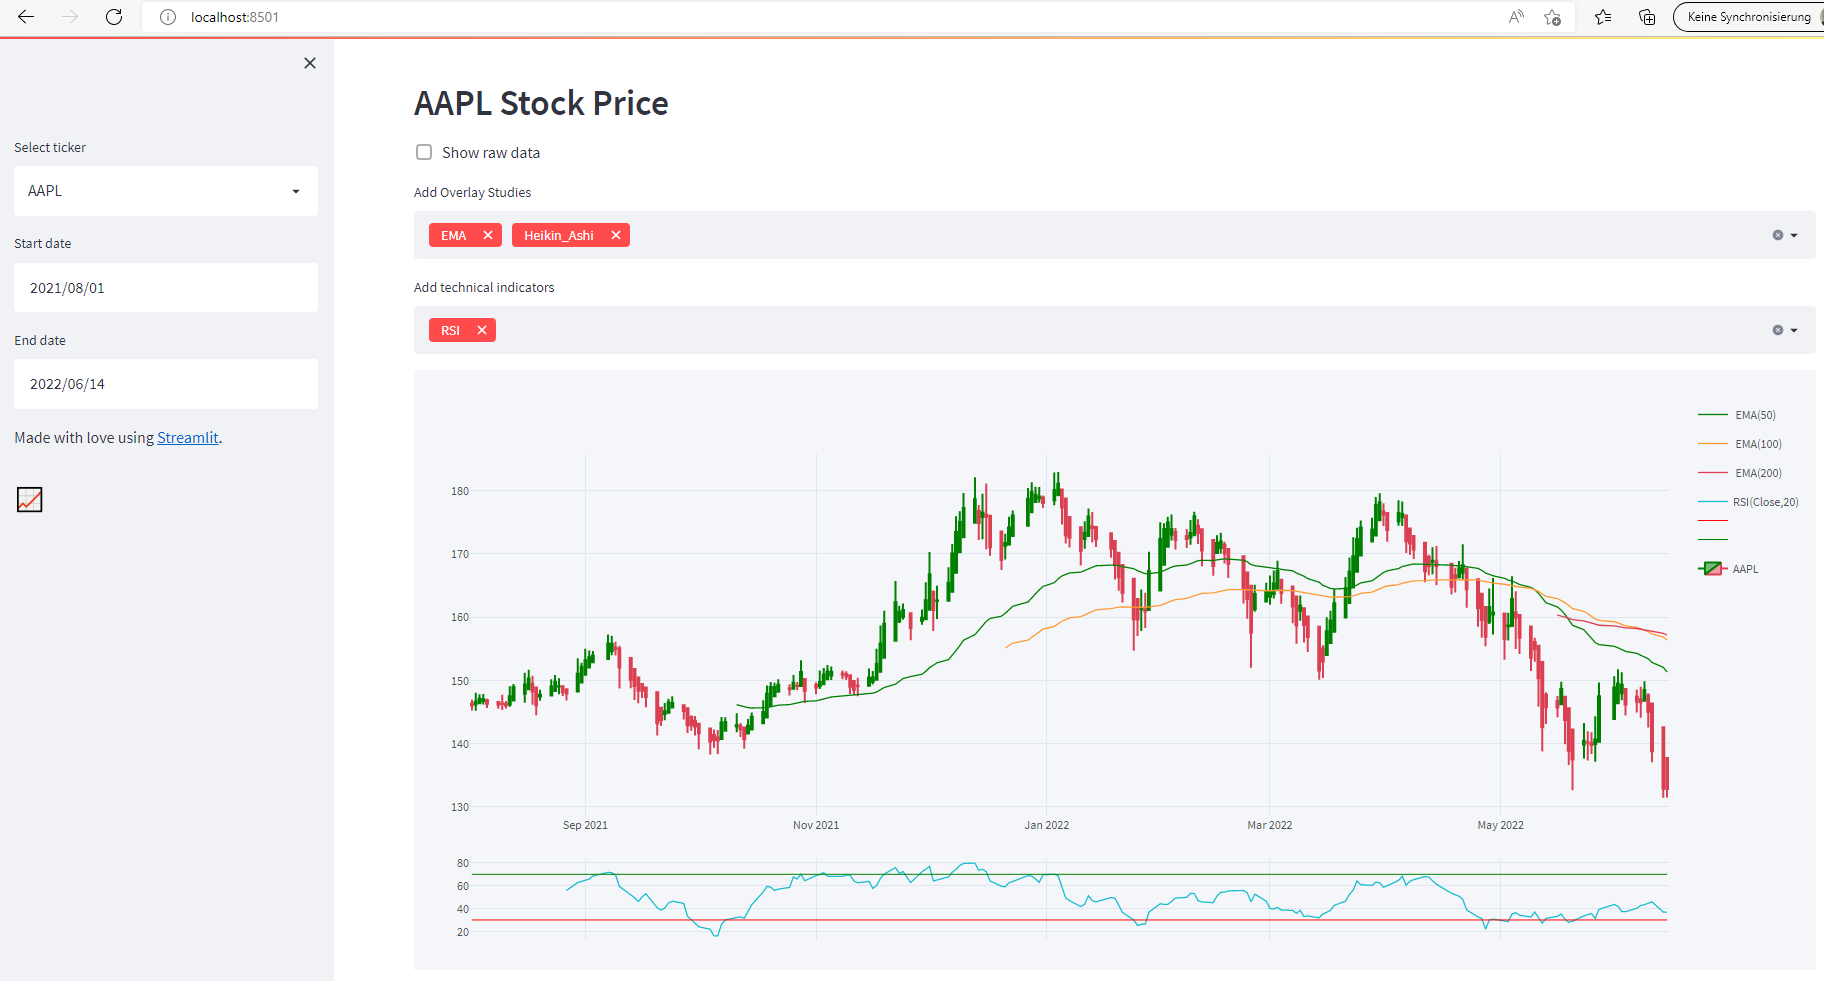 localhost:8501
Keine Synchronisierung
AAPL Stock Price
Show raw data
Select ticker
AAPL
Start date
2021/08/01
End date
2022/06/14
Made with love using Streamlit.
Add Overlay Studies
EMA
Heikin_Ashi
Add technical indicators
RSI
EMA(50)
EMA(100)
EMA(200)
RSI(Close,20)
AAPL
180
170
160
150
140
130
Sep 2021
Nov 2021
Jan 2022
Mar 2022
May 2022
80
60
40
20